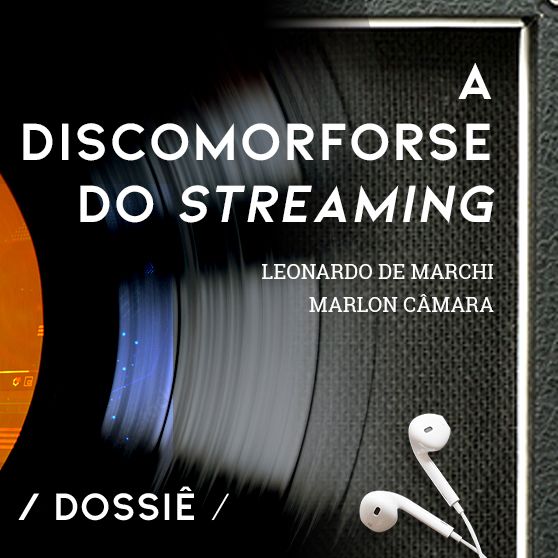 A
DISCOMORFORSE
DO STREAMING
LEONARDO DE MARCHI
MARLON CÂMARA
/ DOSSIÊ /